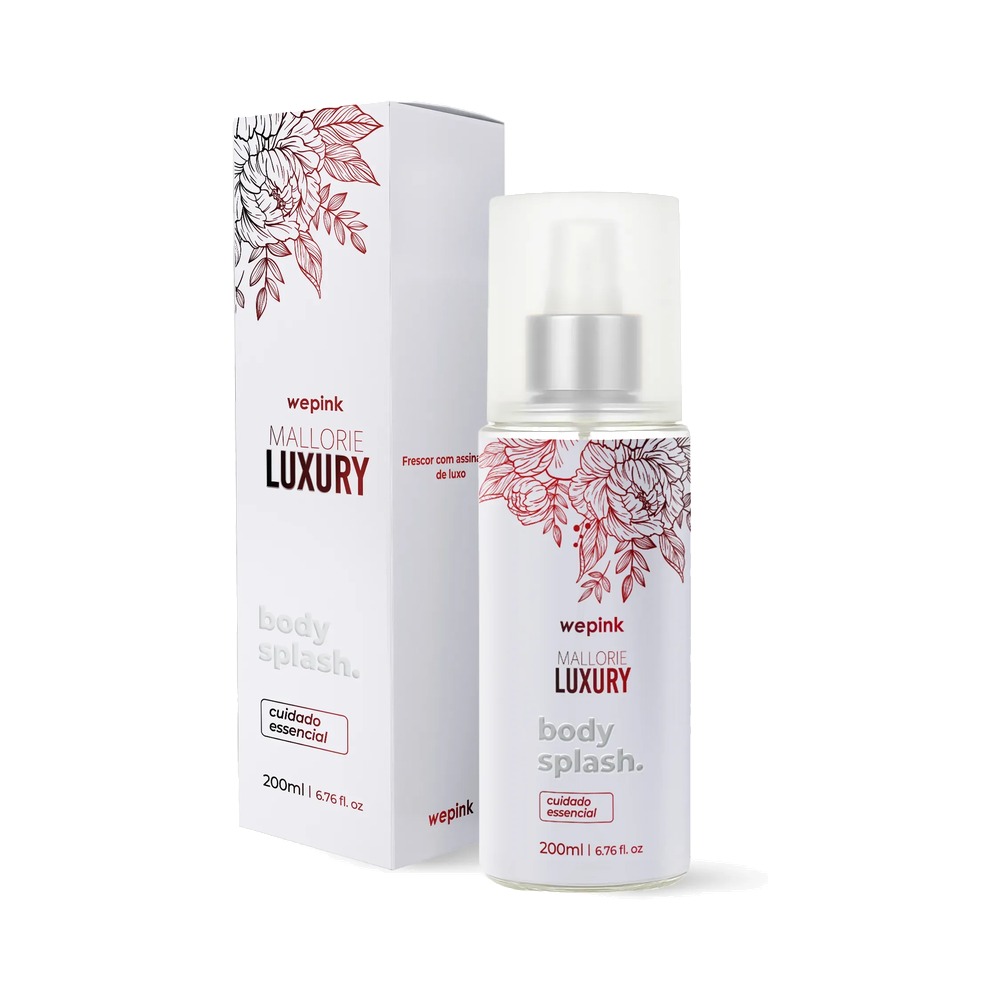 wepink
MALLORIE
LUXURY
body
splash.
cuidado
essencial
200ml | 6.76 fl. oz
Frescor com
de luxo
wepink
wepink
MALLORIE
LUXURY
body
splash.
cuidado
essencial
200ml | 6.76 fl. oz